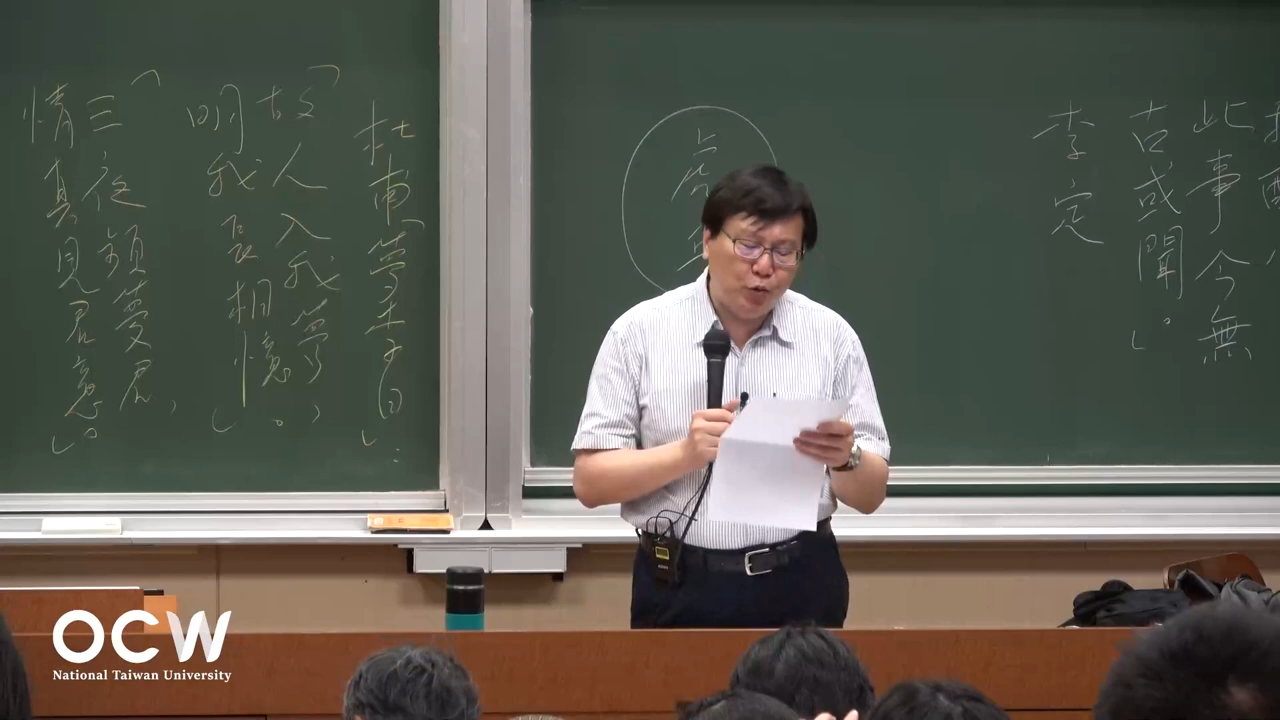 此事今無
古或聞。」
李定
杜甫〈夢李白〉：
「故人入我夢，
明我長相憶。」
「三夜頻夢君，
情真見君意。」
OCW
National Taiwan University